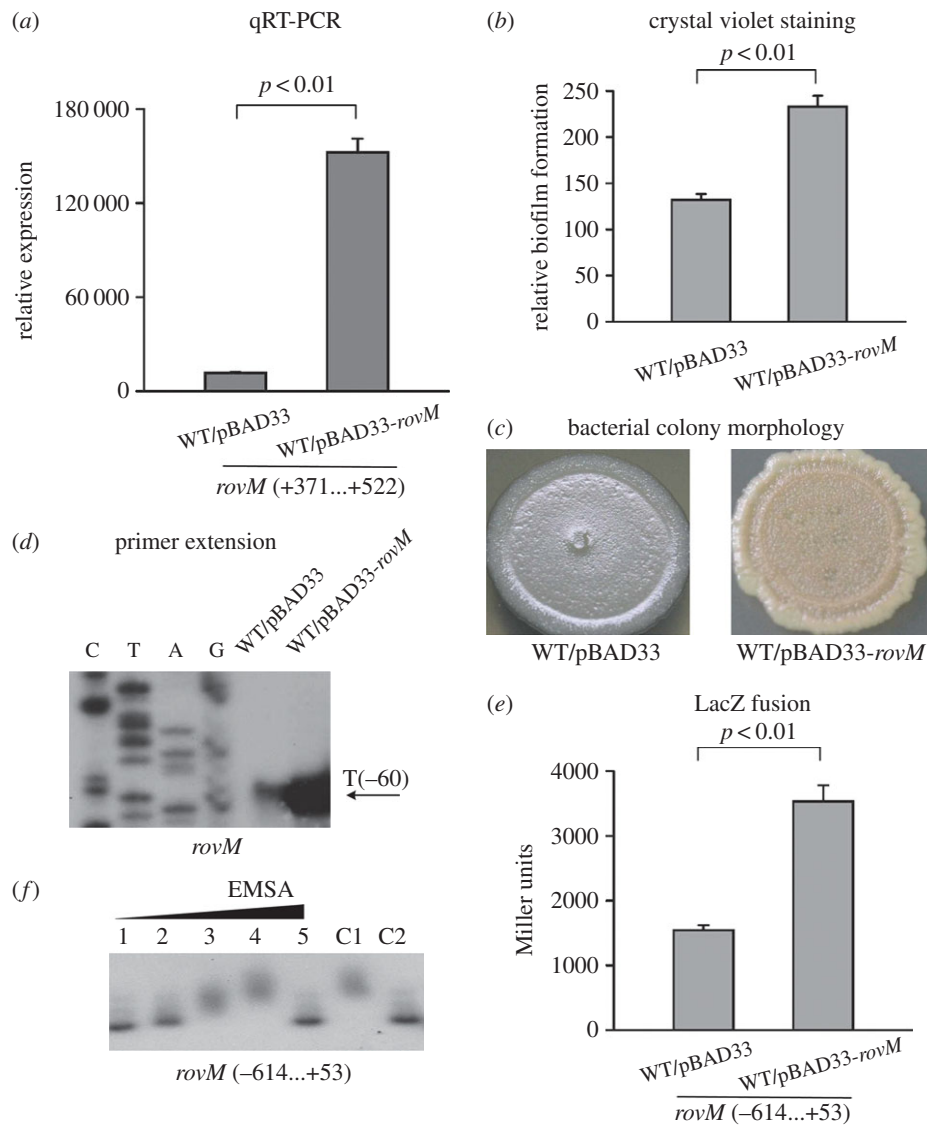 (a)
qRT-PCR
p < 0.01
180 000
120 000
60 000
0
relative expression
WT/pBAD33
WT/pBAD33-rovM
rovM (+371...+522)
(b)
crystal violet staining
p < 0.01
250
200
150
100
50
0
relative biofilm formation
WT/pBAD33
WT/pBAD33-rovM
(c)
bacterial colony morphology
WT/pBAD33
WT/pBAD33-rovM
(d)
primer extension
C T A G WT/pBAD33 WT/pBAD33-rovM
T(–60)
rovM
(e)
LacZ fusion
p < 0.01
4000
3000
2000
1000
0
Miller units
WT/pBAD33
WT/pBAD33-rovM
rovM (–614...+53)
(f)
EMSA
1 2 3 4 5 C1 C2
rovM (–614...+53)